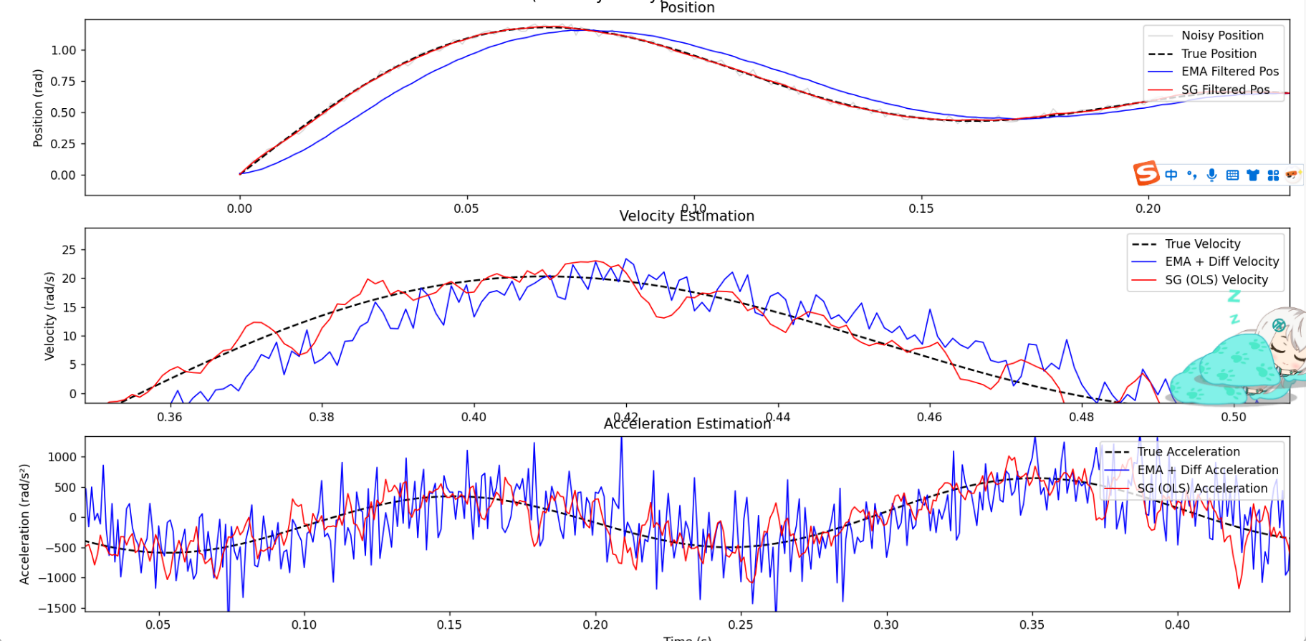 Position
1.00
0.75
0.50
0.25
0.00
Position (rad)
Noisy Position
True Position
EMA Filtered Pos
SG Filtered Pos
0.00 0.05 0.10 0.15 0.20
S 中
Velocity Estimation
25
20
15
10
5
0
Velocity (rad/s)
True Velocity
EMA + Diff Velocity
SG (OLS) Velocity
z
z
0.36 0.38 0.40 0.42 0.44 0.46 0.48 0.50
Acceleration Estimation
1000
500
0
−500
−1000
−1500
Acceleration (rad/s²)
True Acceleration
EMA + Diff Acceleration
SG (OLS) Acceleration
0.05 0.10 0.15 0.20 0.25 0.30 0.35 0.40
Time (s)